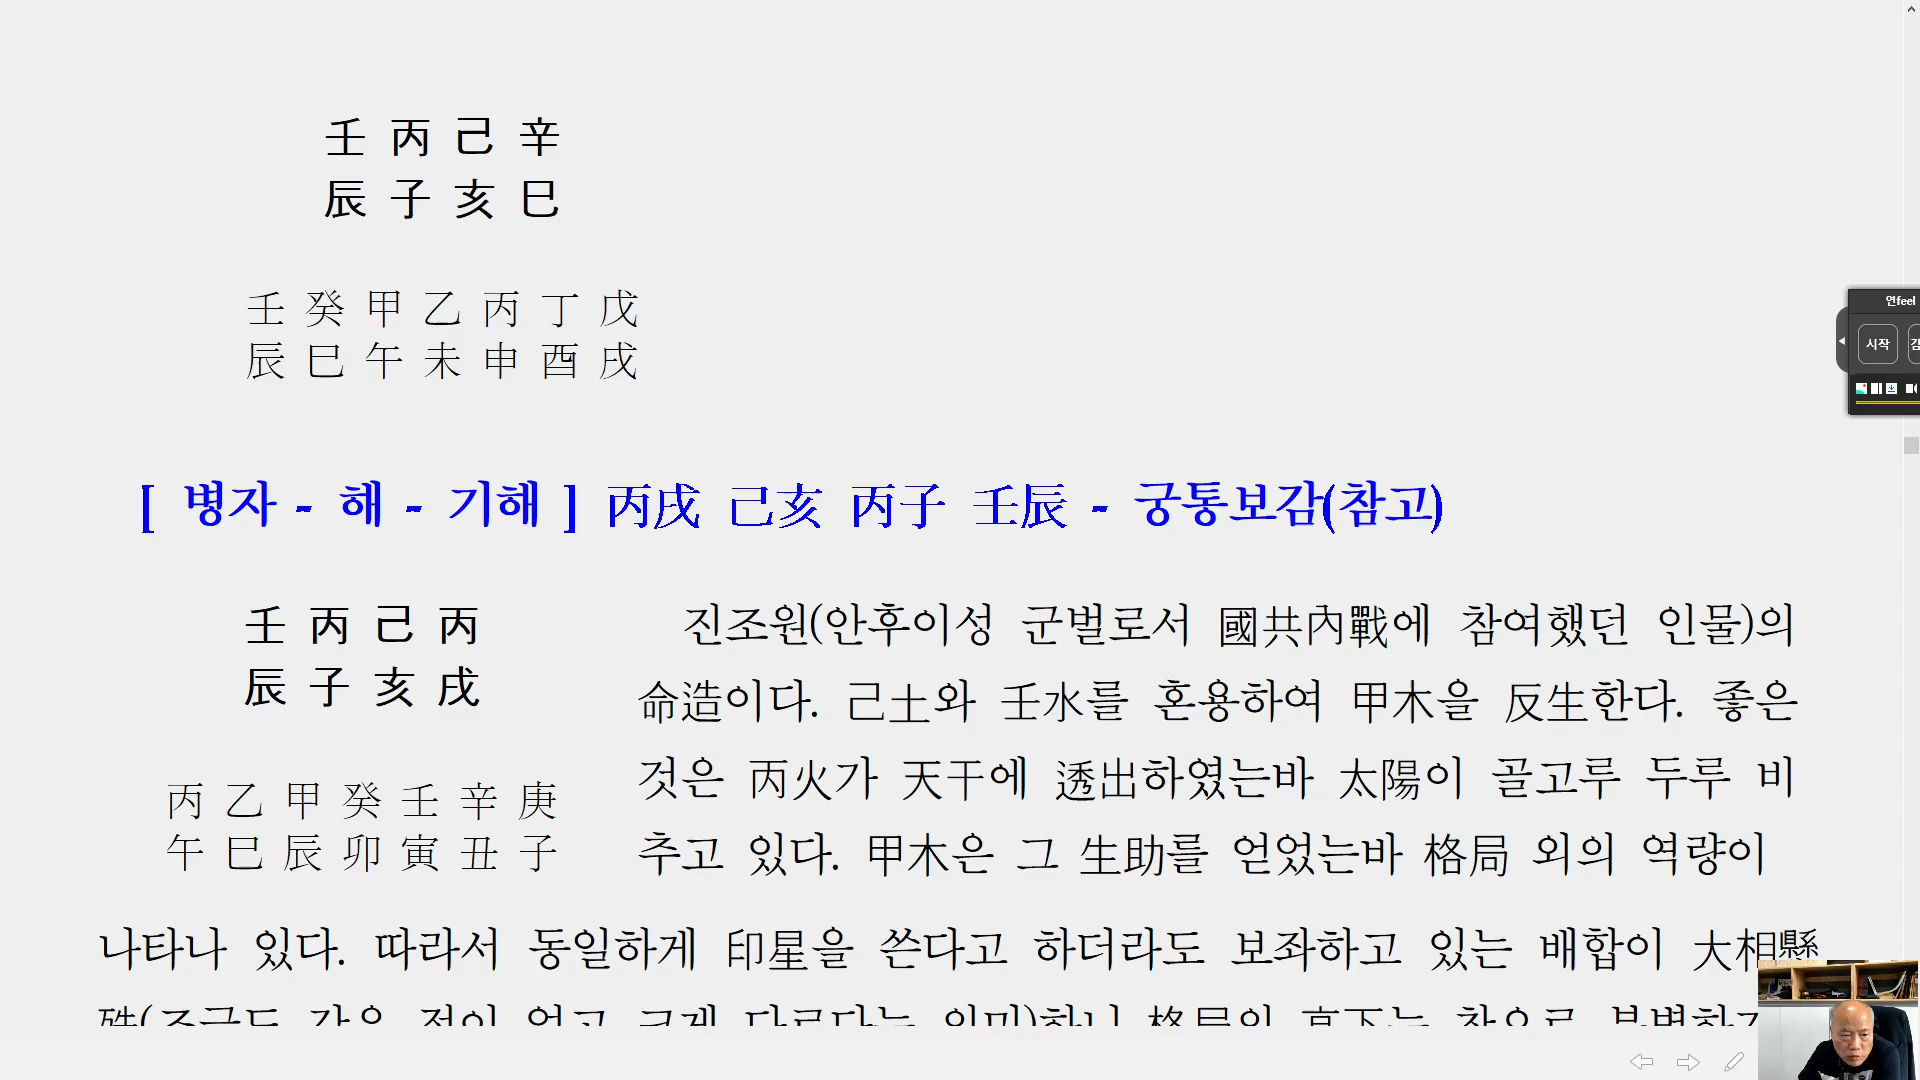 壬 丙 己 辛
辰 子 亥 巳
壬 癸 甲 乙 丙 丁 戊
辰 巳 午 未 申 酉 戌
연feel
시작
[ 병자 - 해 - 기해 ] 丙戌 己亥 丙子 壬辰 - 궁통보감(참고)
壬 丙 己 丙
辰 子 亥 戌
丙 乙 甲 癸 壬 辛 庚
午 巳 辰 卯 寅 丑 子
진조원(안후이성 군벌로서 國共內戰에 참여했던 인물)의
命造이다. 己土와 壬水를 혼용하여 甲木을 反生한다. 좋은
것은 丙火가 天干에 透出하였는바 太陽이 골고루 두루 비
추고 있다. 甲木은 그 生助를 얻었는바 格局 외의 역량이
나타나 있다. 따라서 동일하게 印星을 쓴다고 하더라도 보좌하고 있는 배합이 大相懸